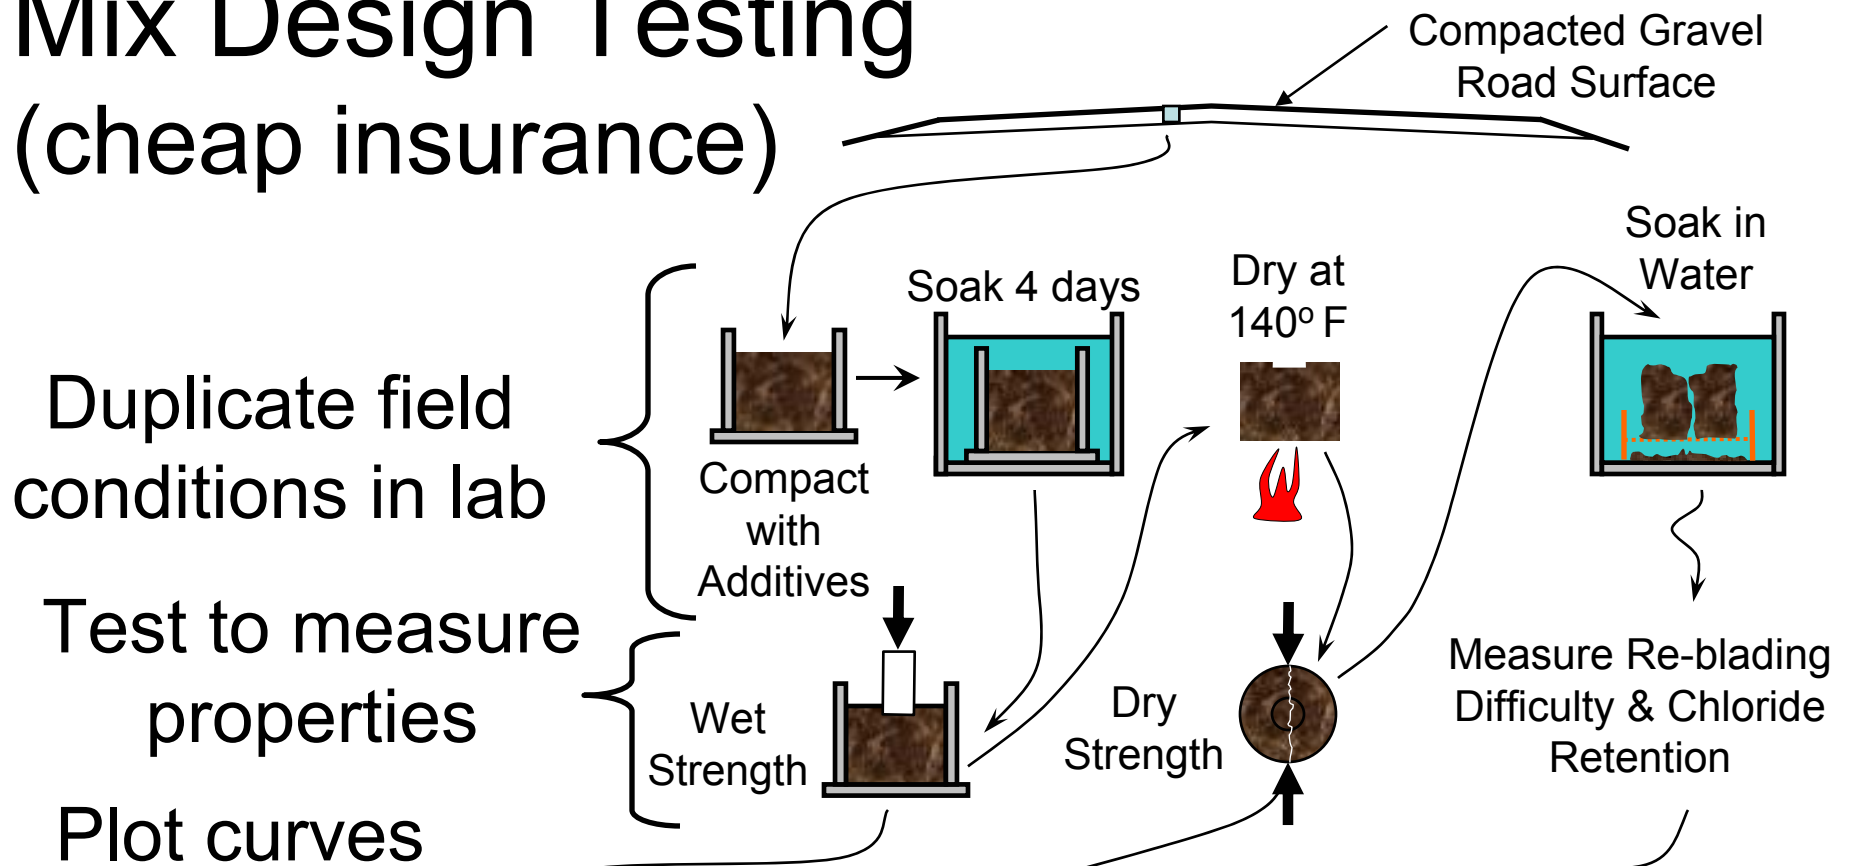 Mix Design Testing
(cheap insurance)
Compacted Gravel
Road Surface
Duplicate field
conditions in lab
Compact
with
Additives
Soak 4 days
Dry at
140º F
Soak in
Water
Test to measure
properties
Wet
Strength
Dry
Strength
Measure Re-blading
Difficulty & Chloride
Retention
Plot curves